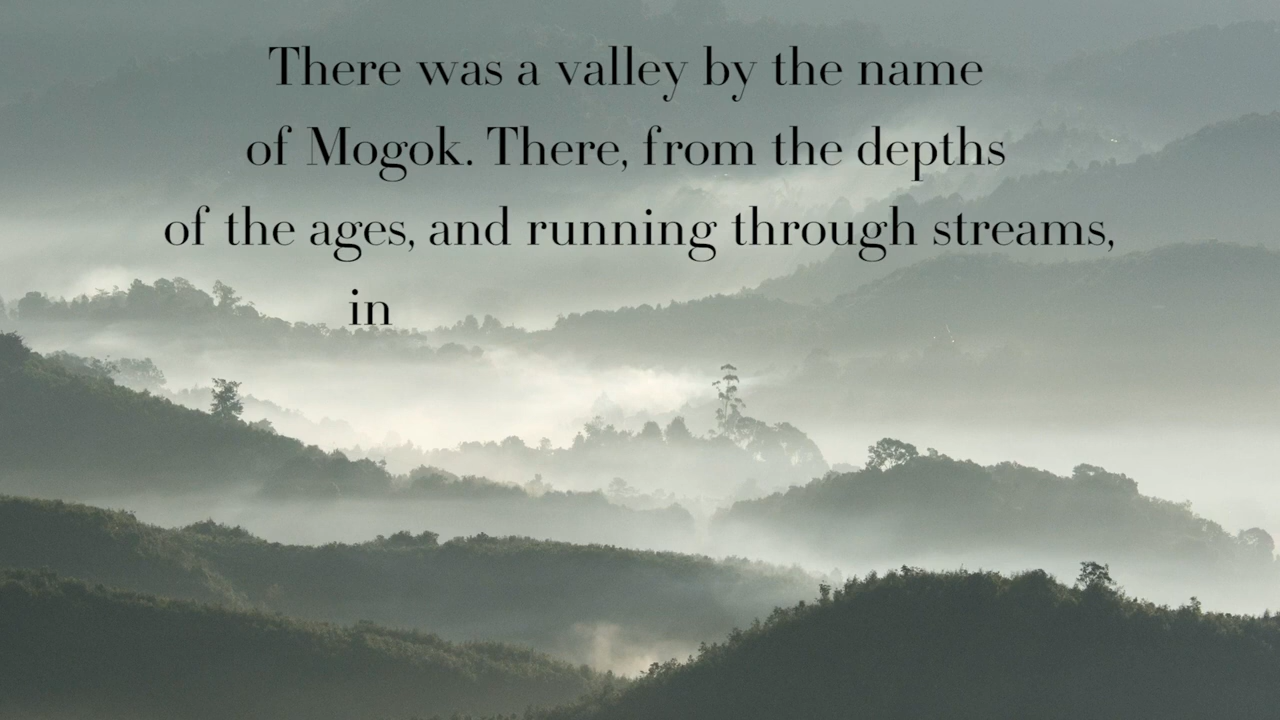 There was a valley by the name
of Mogok. There, from the depths
of the ages, and running through streams,
in